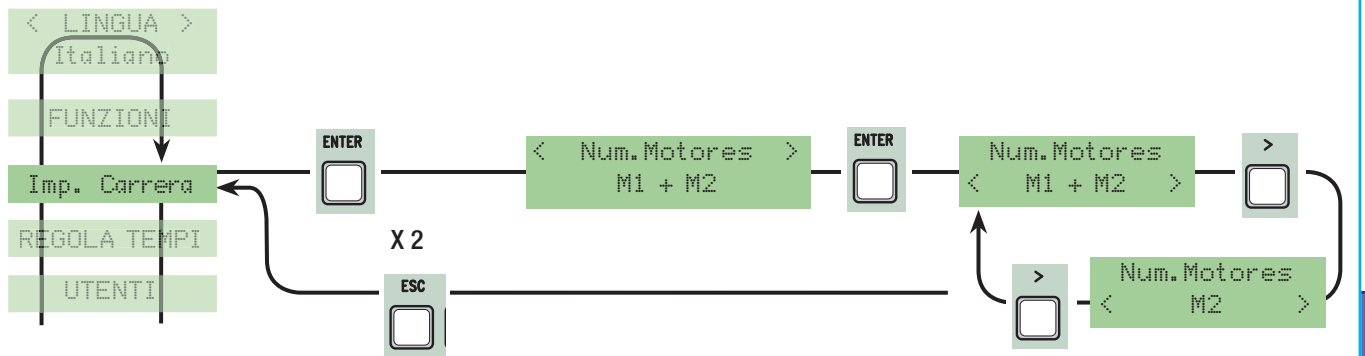 < LINGUA >
Italiano
FUNZIONI
Imp. Carrera
REGOLA TEMPI
UTENTI
ENTER
< Num.Motores >
M1 + M2
ENTER
Num.Motores
< M1 + M2 >
>
X 2
ESC
>
Num.Motores
< M2 >